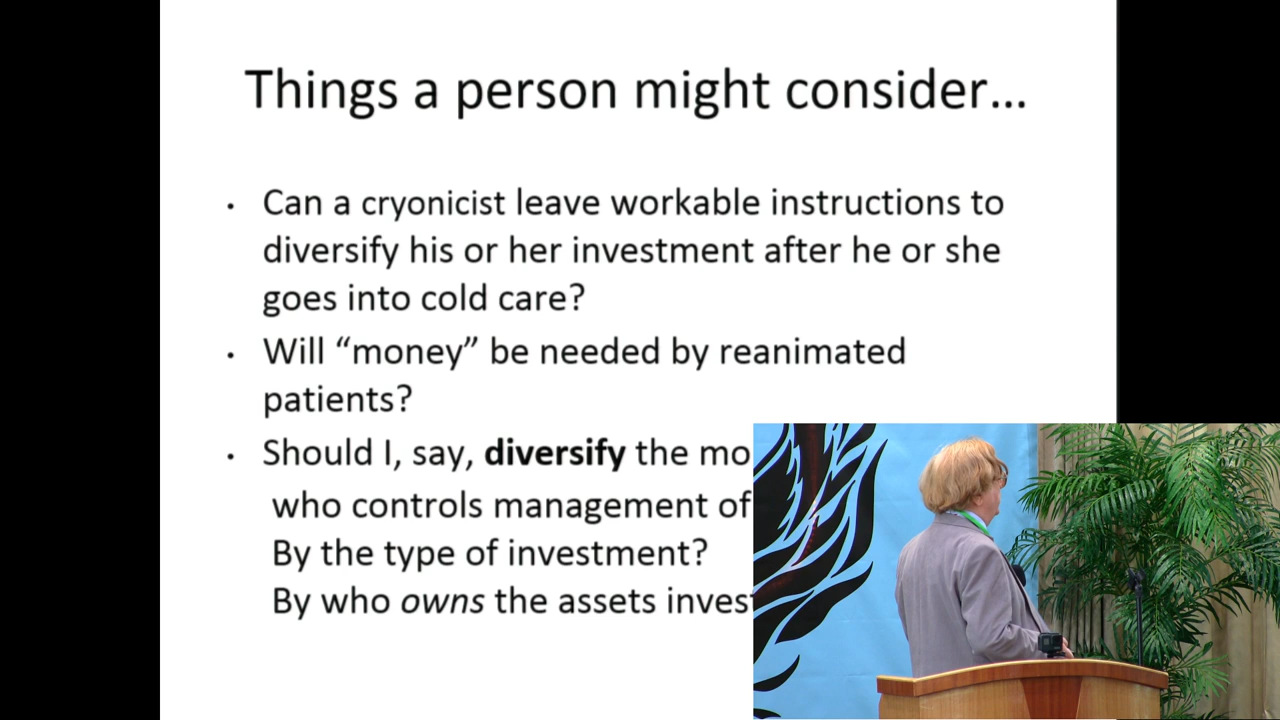 Things a person might consider...
• Can a cryonicist leave workable instructions to
diversify his or her investment after he or she
goes into cold care?
• Will “money” be needed by reanimated
patients?
• Should I, say, diversify the
who controls management of
By the type of investment?
By who owns the assets